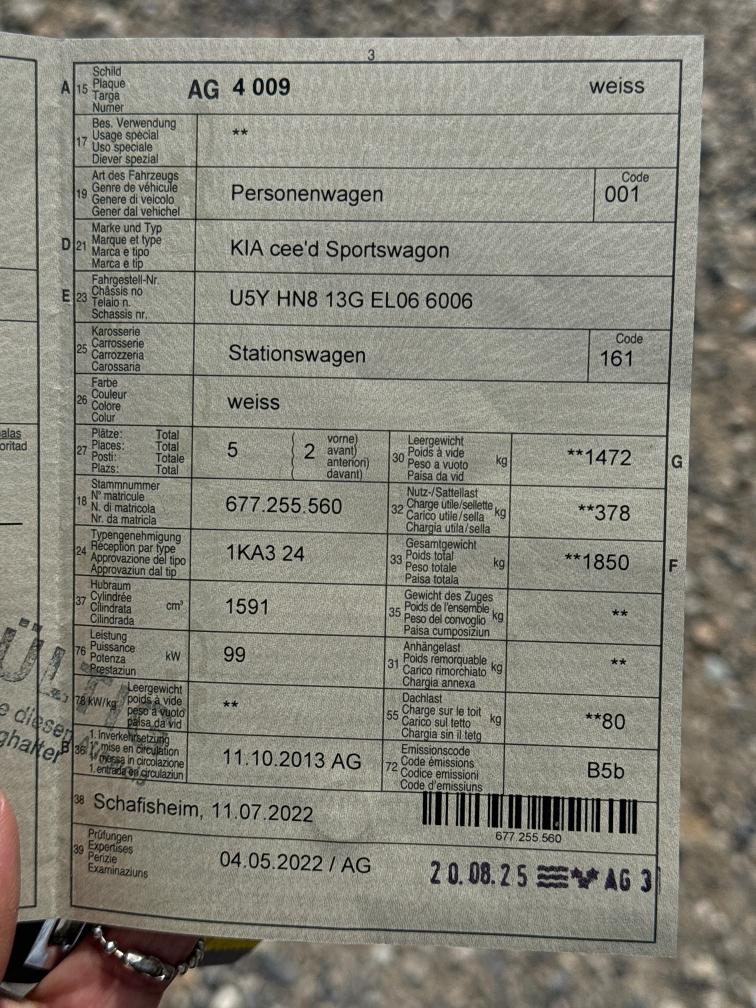 3
A 15 Schild Plaque Targa Numer AG 4 009 weiss
17 Bes. Verwendung Usage spécial Uso speciale Diever spezial **
19 Art des Fahrzeugs Genre de véhicule Genere di veicolo Gener dal vehichel Personenwagen Code 001
D 21 Marke und Typ Marque et type Marca e tipo Marca e tip KIA cee'd Sportswagon
E 23 Fahrgestell-Nr. Châssis no Telaio n. Schassis nr. U5Y HN8 13G EL06 6006
25 Karosserie Carrosserie Carrozzeria Carossaria Stationswagen Code 161
26 Farbe Couleur Colore Colur weiss
alas
oritad
27 Plätze: Total Places: Total Posti: Totale Plazs: Total 5 2 vorne) avant) anteriori) davant)
30 Leergewicht Poids à vide Peso a vuoto Paisa da vid kg **1472 G
18 Stammnummer N° matricule N. di matricola Nr. da matricla 677.255.560
32 Nutz-/Sattellast Charge utile/sellette Carico utile/sella Chargia utila/sella kg **378
24 Typengenehmigung Réception par type Approvazione del tipo Approvaziun dal tip 1KA3 24
33 Gesamtgewicht Poids total Peso totale Paisa totala kg **1850 F
37 Hubraum Cylindrée Cilindrata Cilindrada cm³ 1591
35 Gewicht des Zuges Poids de l'ensemble Peso del convoglio Paisa cumposiziun kg **
76 Leistung Puissance Potenza Prestaziun kW 99
31 Anhängelast Poids remorquable Carico rimorchiato Chargia annexa kg **
78 kW/kg Leergewicht poids à vide peso a vuoto paisa da vid **
55 Dachlast Charge sur le toit Carico sul tetto Chargia sin il tetg kg **80
e dieser
ghalter
B 36 1. Inverkehrsetzung 1. mise en circulation 1. messa in circolazione 1. entrada en circulaziun 11.10.2013 AG
72 Emissionscode Code émissions Codice emissioni Code d'emissiuns B5b
38 Schafisheim, 11.07.2022
677.255.560
39 Prüfungen Expertises Perizie Examinaziuns 04.05.2022 / AG
20.08.25 AG 3